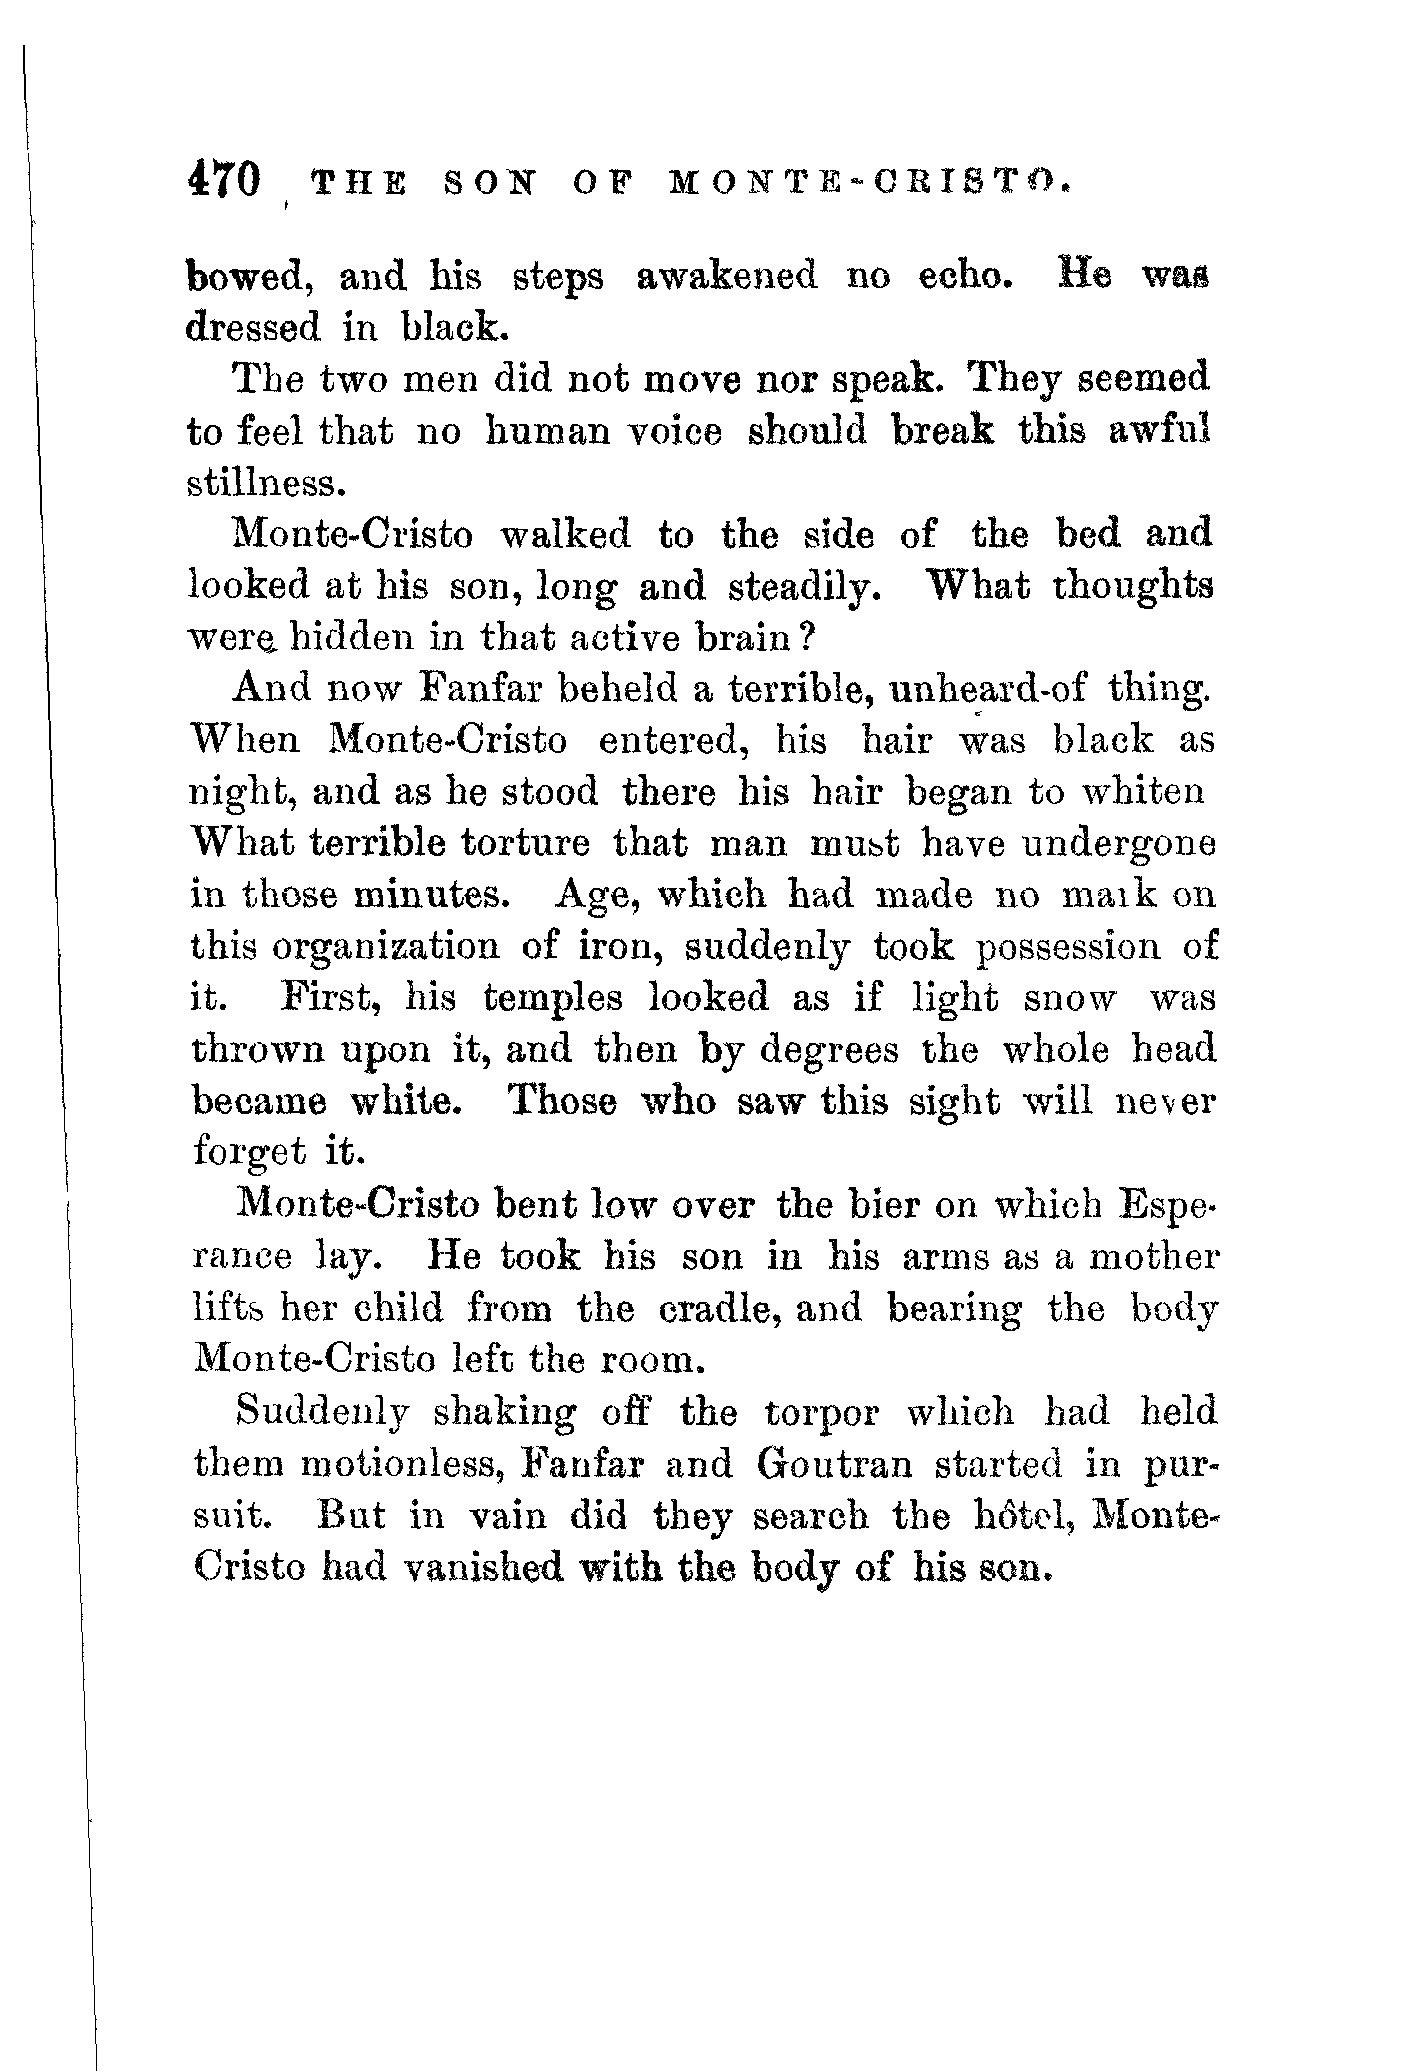 470 THE SON OF MONTE-CRISTO.
bowed, and his steps awakened no echo. He was
dressed in black.
The two men did not move nor speak. They seemed
to feel that no human voice should break this awful
stillness.
Monte-Cristo walked to the side of the bed and
looked at his son, long and steadily. What thoughts
were hidden in that active brain?
And now Fanfar beheld a terrible, unheard-of thing.
When Monte-Cristo entered, his hair was black as
night, and as he stood there his hair began to whiten
What terrible torture that man must have undergone
in those minutes. Age, which had made no mark on
this organization of iron, suddenly took possession of
it. First, his temples looked as if light snow was
thrown upon it, and then by degrees the whole head
became white. Those who saw this sight will never
forget it.
Monte-Cristo bent low over the bier on which Espe-
rance lay. He took his son in his arms as a mother
lifts her child from the cradle, and bearing the body
Monte-Cristo left the room.
Suddenly shaking off the torpor which had held
them motionless, Fanfar and Goutran started in pur-
suit. But in vain did they search the hôtel, Monte-
Cristo had vanished with the body of his son.